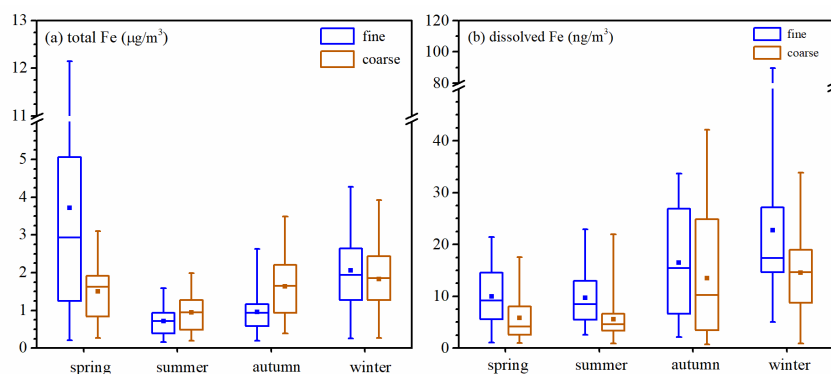 (a) total Fe (μg/m³)
fine
coarse
13
12
11
5
4
3
2
1
0
spring summer autumn winter
(b) dissolved Fe (ng/m³)
fine
coarse
120
100
80
50
40
30
20
10
0
spring summer autumn winter